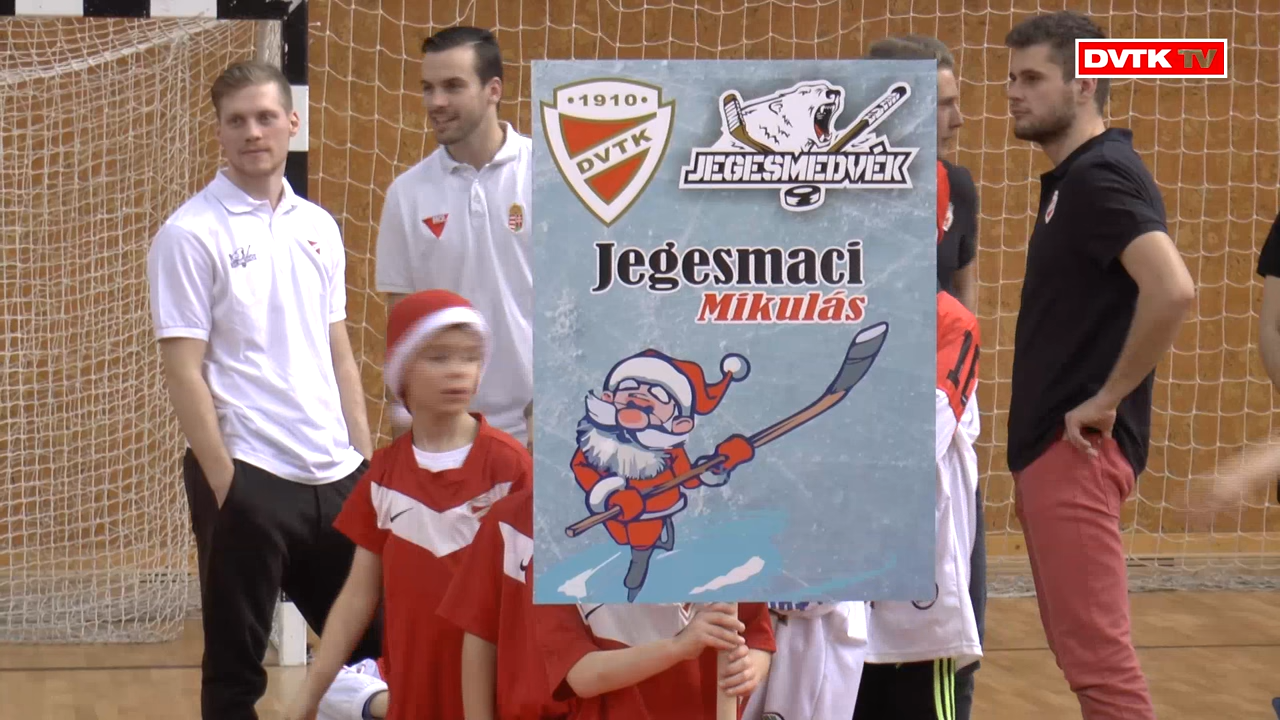 DVTK TV
1910
DVTK
JEGESMEDVÉK
Jegesmaci
Mikulás